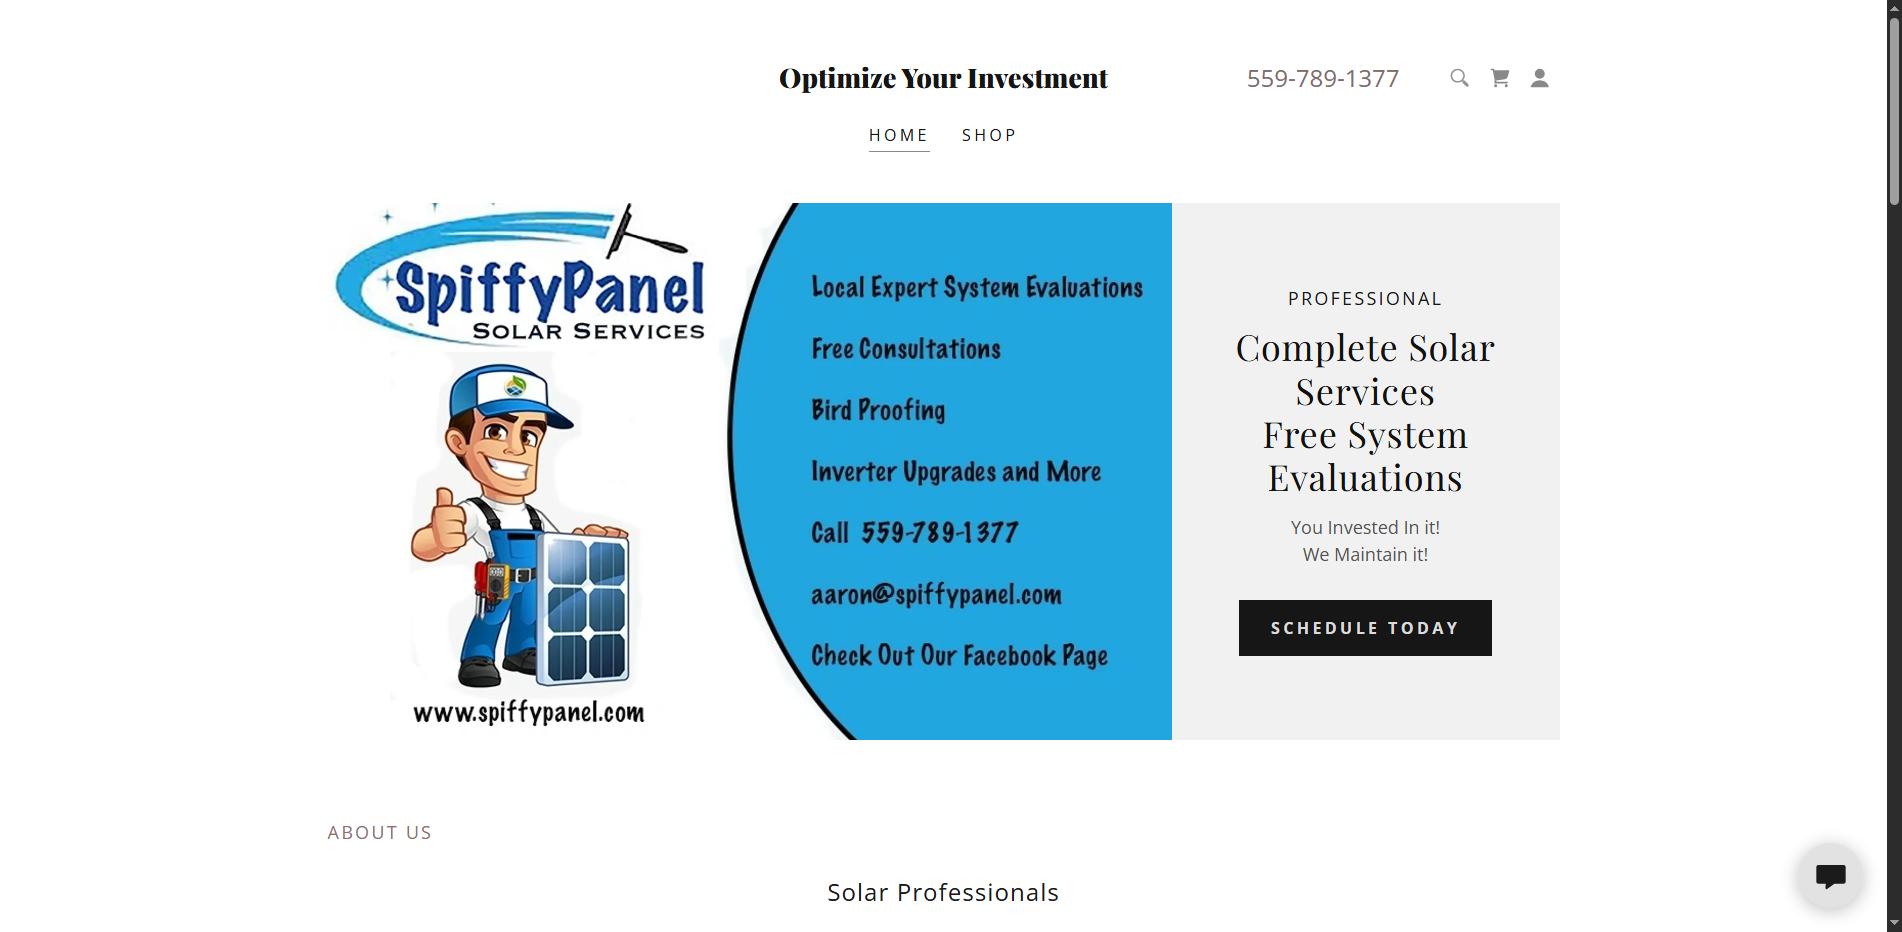 Optimize Your Investment
559-789-1377
HOME SHOP
SpiffyPanel
SOLAR SERVICES
www.spiffypanel.com
Local Expert System Evaluations
Free Consultations
Bird Proofing
Inverter Upgrades and More
Call 559-789-1377
aaron@spiffypanel.com
Check Out Our Facebook Page
PROFESSIONAL
Complete Solar
Services
Free System
Evaluations
You Invested In it!
We Maintain it!
SCHEDULE TODAY
ABOUT US
Solar Professionals